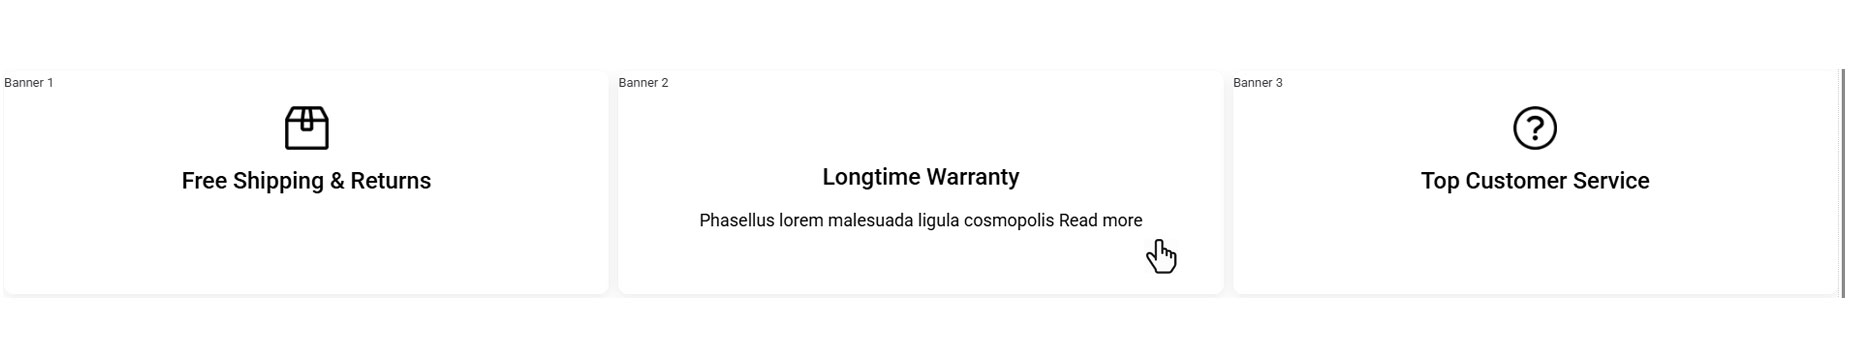 Banner 1
Free Shipping & Returns
Banner 2
Longtime Warranty
Phasellus lorem malesuada ligula cosmopolis Read more
Banner 3
Top Customer Service